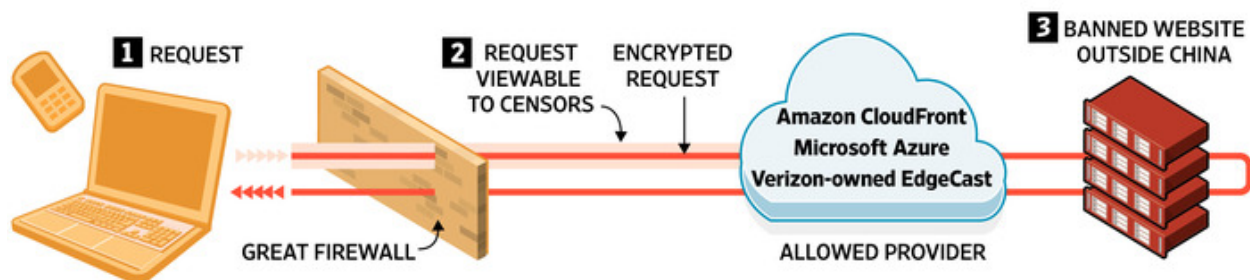 1 REQUEST
2 REQUEST
VIEWABLE
TO CENSORS
ENCRYPTED
REQUEST
3 BANNED WEBSITE
OUTSIDE CHINA
Amazon CloudFront
Microsoft Azure
Verizon-owned EdgeCast
GREAT FIREWALL
ALLOWED PROVIDER